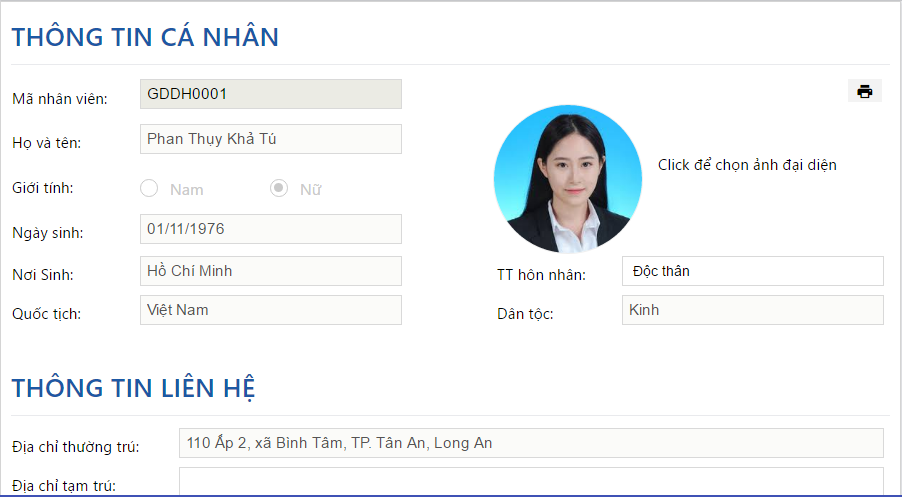 THÔNG TIN CÁ NHÂN
Mã nhân viên: GDDH0001
Họ và tên: Phan Thụy Khả Tú
Giới tính: Nam Nữ
Click để chọn ảnh đại diện
Ngày sinh: 01/11/1976
Nơi Sinh: Hồ Chí Minh TT hôn nhân: Độc thân
Quốc tịch: Việt Nam Dân tộc: Kinh
THÔNG TIN LIÊN HỆ
Địa chỉ thường trú: 110 Ấp 2, xã Bình Tâm, TP. Tân An, Long An
Địa chỉ tạm trú: